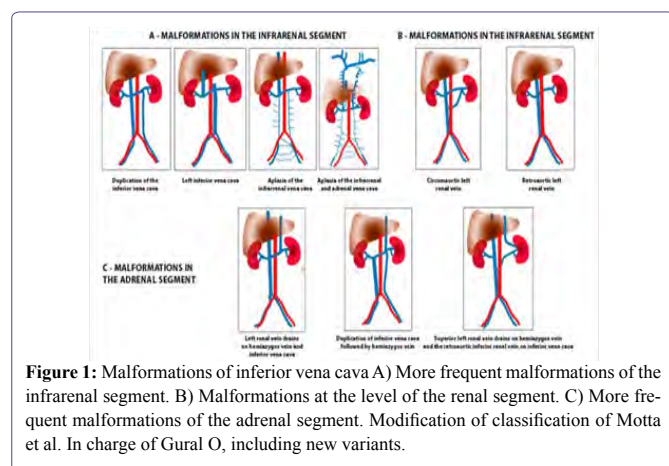 A - MALFORMATIONS IN THE INFRARENAL SEGMENT
B - MALFORMATIONS IN THE INFRARENAL SEGMENT
Duplication of the
inferior vena cava
Left inferior vena cava
Aplasia of the
infrarenal vena cava
Aplasia of the infrarenal
and adrenal vena cava
Circumaortic left
renal vein
Retroaortic left
renal vein
C - MALFORMATIONS IN
THE ADRENAL SEGMENT
Left renal vein drains
on hemiazygos vein and
inferior vena cava
Duplication of inferior vena cava
followed by hemiazygos vein
Superior left renal vein drains on hemiazygos vein
and the retroaortic inferior renal vein, on inferior vena cava
Figure 1: Malformations of inferior vena cava A) More frequent malformations of the
infrarenal segment. B) Malformations at the level of the renal segment. C) More fre-
quent malformations of the adrenal segment. Modification of classification of Motta
et al. In charge of Gural O, including new variants.